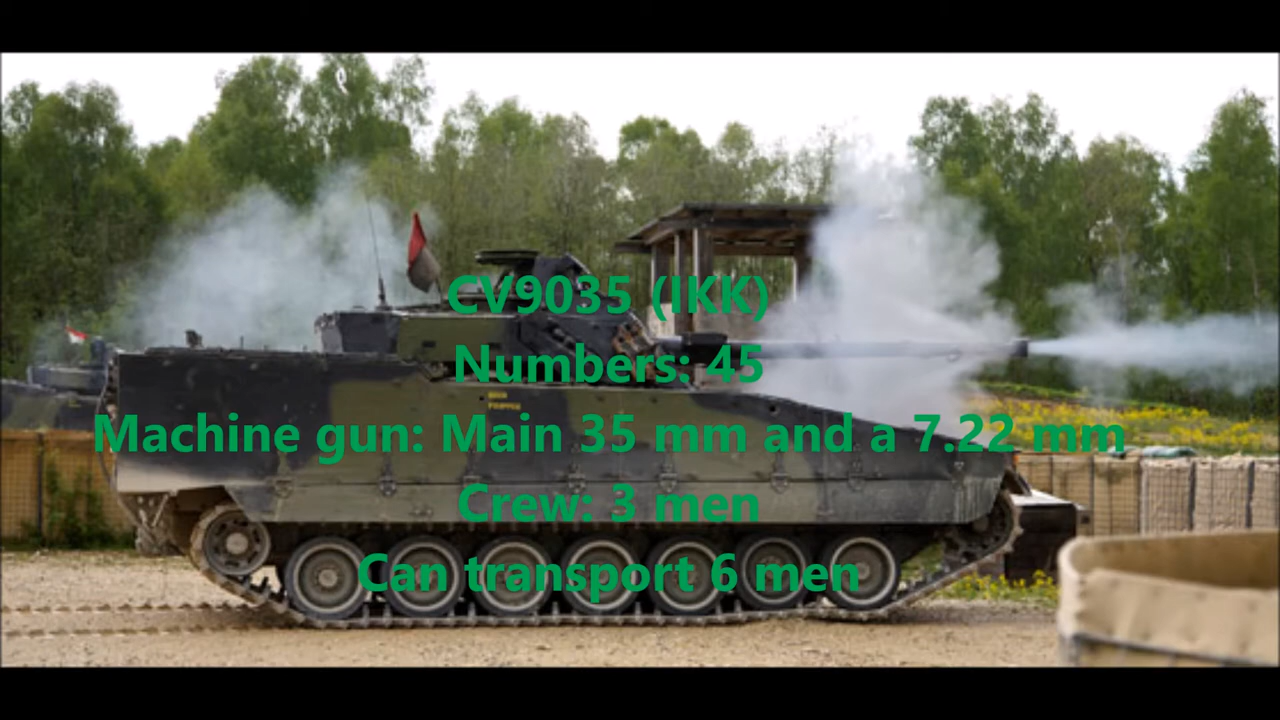 CV9035 (IKK)
Numbers: 45
Machine gun: Main 35 mm and a 7.22 mm
Crew: 3 men
Can transport 6 men